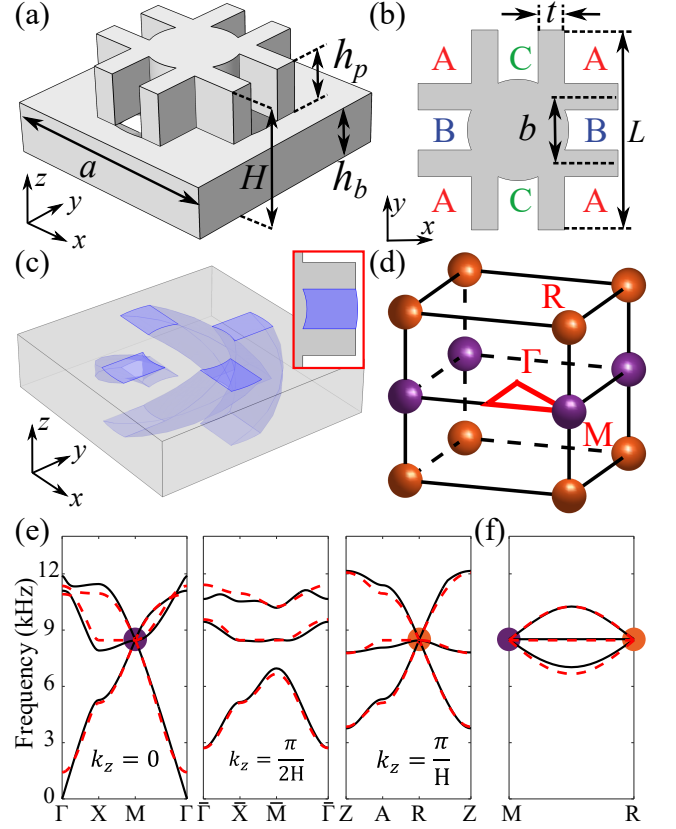 (a)
h_p
a
H
h_b
z
y
x
(b)
t
A
C
A
B
b
B
L
A
C
A
y
x
(c)
z
y
x
(d)
R
Γ
M
(e)
(f)
Frequency (kHz)
12
9
6
3
0
k_z = 0
k_z = π/2H
k_z = π/H
Γ X M Γ
Γ̄ X̄ M̄ Γ̄
Z A R Z
M R